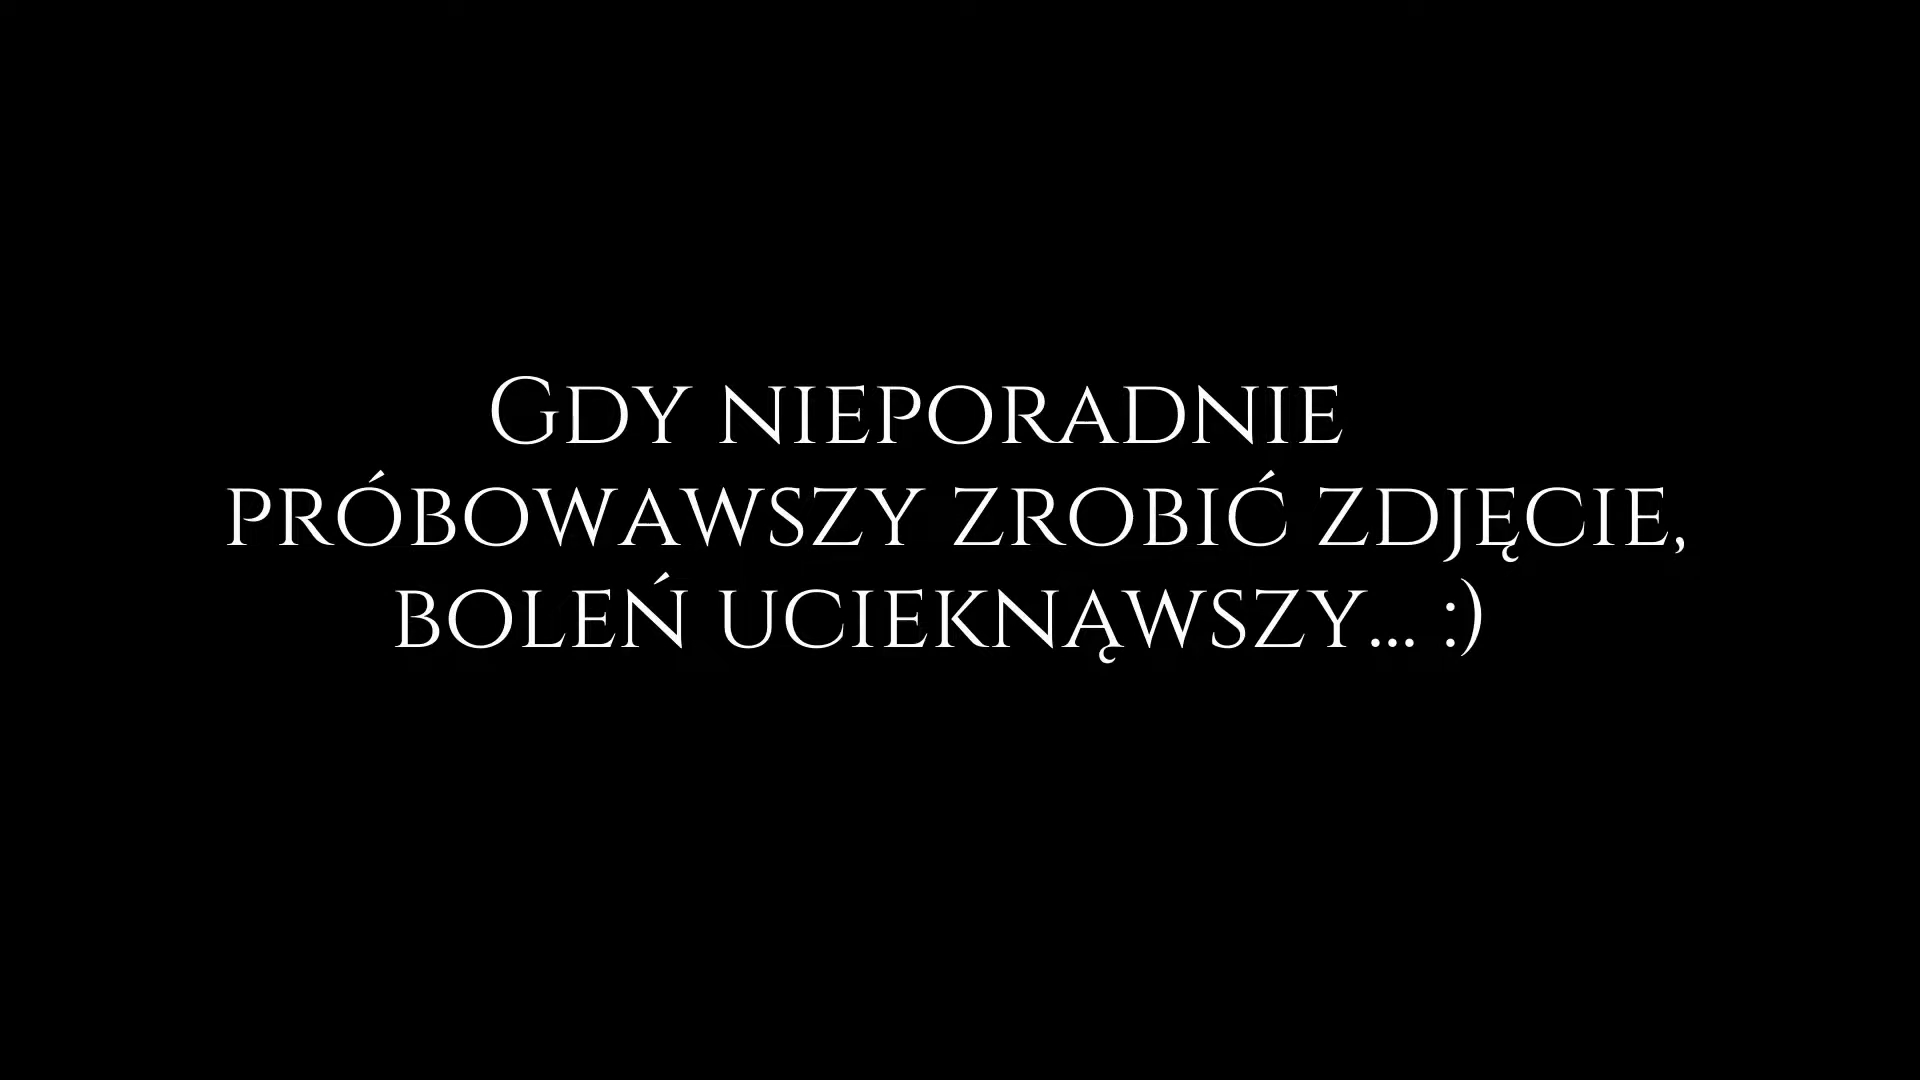 Gdy nieporadnie
próbowawszy zrobić zdjęcie,
boleń ucieknąwszy... :)